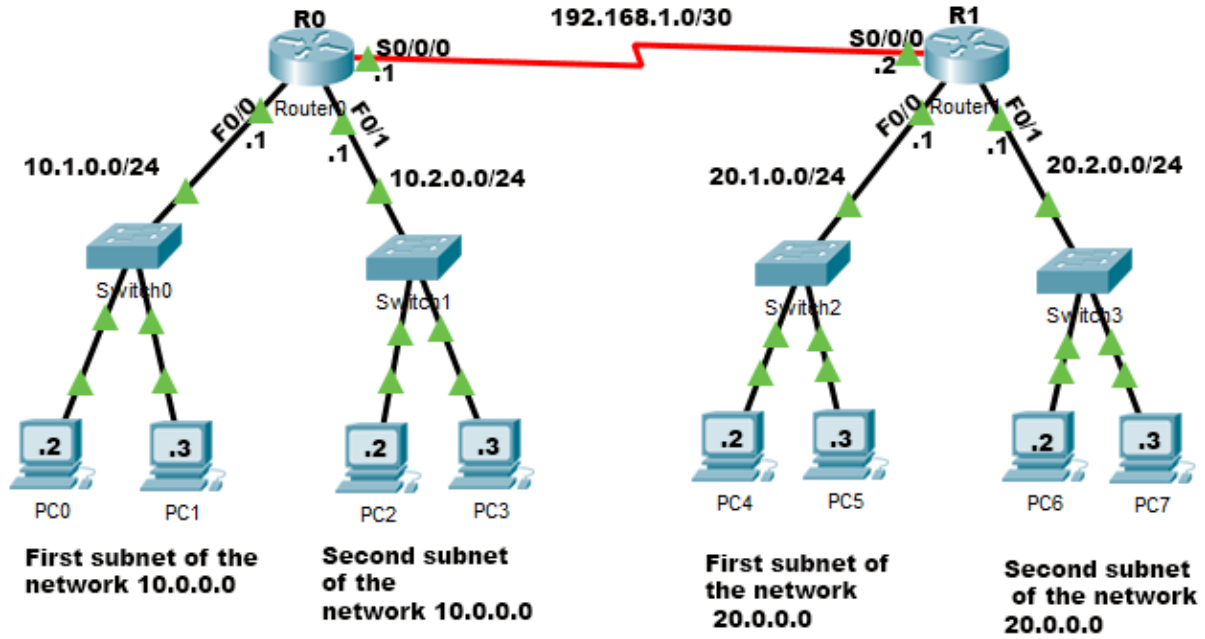 192.168.1.0/30
R0
R1
S0/0/0
.1
S0/0/0
.2
Router0
Router1
F0/0
.1
F0/1
.1
F0/0
.1
F0/1
.1
10.1.0.0/24
10.2.0.0/24
20.1.0.0/24
20.2.0.0/24
Switch0
Switch1
Switch2
Switch3
.2
.3
.2
.3
.2
.3
.2
.3
PC0
PC1
PC2
PC3
PC4
PC5
PC6
PC7
First subnet of the
network 10.0.0.0
Second subnet
of the
network 10.0.0.0
First subnet of
the network
20.0.0.0
Second subnet
of the network
20.0.0.0